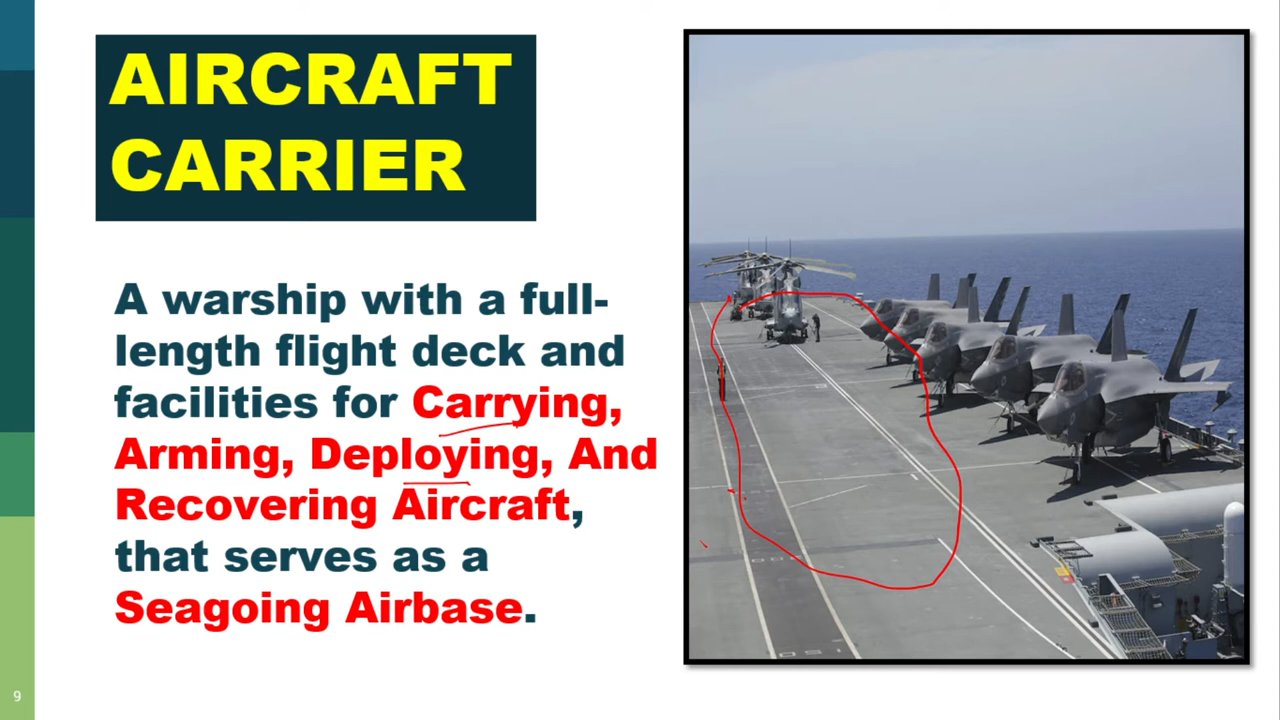 AIRCRAFT
CARRIER
A warship with a full-
length flight deck and
facilities for Carrying,
Arming, Deploying, And
Recovering Aircraft,
that serves as a
Seagoing Airbase.
9